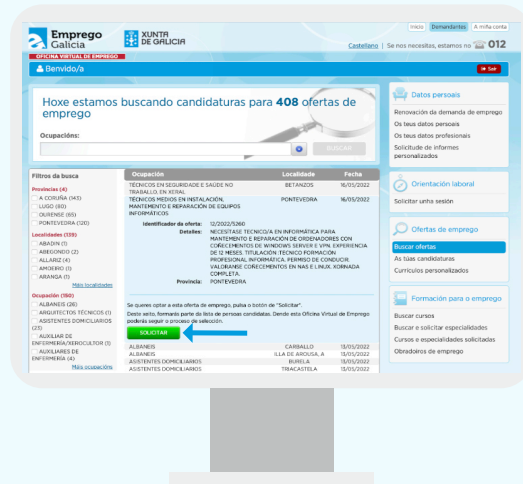 Inicio Demandantes A miña conta
Emprego
Galicia
XUNTA
DE GALICIA
Castellano | Se nos necesitas, estamos no 012
OFICINA VIRTUAL DE EMPREGO
Benvido/a
Sair
Hoxe estamos buscando candidaturas para 408 ofertas de
emprego
Ocupacións:
BUSCAR
Datos persoais
Renovación da demanda de emprego
Os teus datos persoais
Os teus datos profesionais
Solicitude de informes
personalizados
Orientación laboral
Solicitar unha sesión
Ofertas de emprego
Buscar ofertas
As túas candidaturas
Currículos personalizados
Formación para o emprego
Buscar cursos
Buscar e solicitar especialidades
Cursos e especialidades solicitadas
Obradoiros de emprego
Filtros da busca
Provincias (4)
A CORUÑA (143)
LUGO (80)
OURENSE (65)
PONTEVEDRA (120)
Localidades (139)
ABADIN (1)
ABEGONDO (2)
ALLARIZ (4)
AMOEIRO (1)
ARANGA (1)
Máis localidades
Ocupación (150)
ALBANEIS (26)
ARQUITECTOS TÉCNICOS (1)
ASISTENTES DOMICILIARIOS
(23)
AUXILIAR DE
ENFERMERÍA/XEROCULTOR (1)
AUXILIARES DE
ENFERMERÍA (4)
Máis ocupacións
Ocupación Localidade Fecha
TÉCNICOS EN SEGURIDADE E SAÚDE NO
TRABALLO, EN XERAL BETANZOS 16/05/2022
TÉCNICOS MEDIOS EN INSTALACIÓN,
MANTEMENTO E REPARACIÓN DE EQUIPOS
INFORMÁTICOS PONTEVEDRA 16/05/2022
Identificador da oferta: 12/2022/5260
Detalles: NECESÍTASE TECNICO/A EN INFORMÁTICA PARA
MANTEMENTO E REPARACIÓN DE ORDENADORES CON
COÑECEMENTOS DE WINDOWS SERVER E VPN. EXPERIENCIA
DE 12 MESES. TITULACIÓN: TECNICO FORMACION
PROFESIONAL INFORMÁTICA. PERMISO DE CONDUCIR.
VALORANSE COÑECEMENTOS EN NAS E LINUX. XORNADA
COMPLETA.
Provincia: PONTEVEDRA
Se queres optar a esta oferta de emprego, pulsa o botón de "Solicitar".
Deste xeito, formarás parte da lista de persoas candidatas. Dende esta Oficina Virtual de Emprego
poderás seguir o proceso de selección.
SOLICITAR
ALBANEIS CARBALLO 13/05/2022
ALBANEIS ILLA DE AROUSA, A 13/05/2022
ASISTENTES DOMICILIARIOS BURELA 13/05/2022
ASISTENTES DOMICILIARIOS TRIACASTELA 13/05/2022